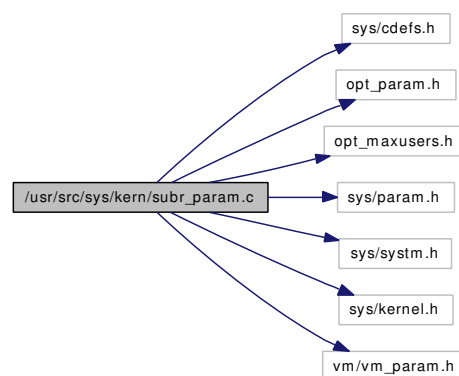 sys/cdefs.h
opt_param.h
opt_maxusers.h
/usr/src/sys/kern/subr_param.c
sys/param.h
sys/systm.h
sys/kernel.h
vm/vm_param.h